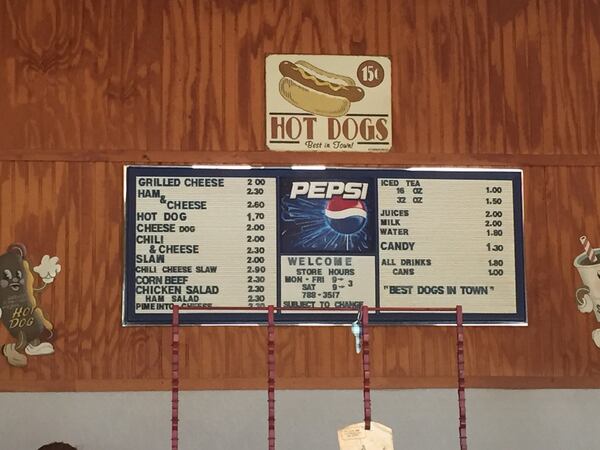 15¢
HOT DOGS
Best in Town!
GRILLED CHEESE 2 00
HAM 2.30
&
CHEESE 2.60
HOT DOG 1.70
CHEESE DOG 2 00
CHILI
& CHEESE 2.30
SLAW 2 00
CHILI CHEESE SLAW 2.90
CORN BEEF 2.30
CHICKEN SALAD 2.30
HAM SALAD 2.30
PIMEINTO CHEESE 2.30
PEPSI
WELCOME
STORE HOURS
MON - FRI 9- 3
SAT 9-
788-3517
SUBJECT TO CHANGE
ICED TEA
16 OZ 1.00
32 OZ 1.50
JUICES 2.00
MILK 2.00
WATER 1.80
CANDY 1.30
ALL DRINKS 1.80
CANS 1.00
"BEST DOGS IN TOWN"
HOT
DOG